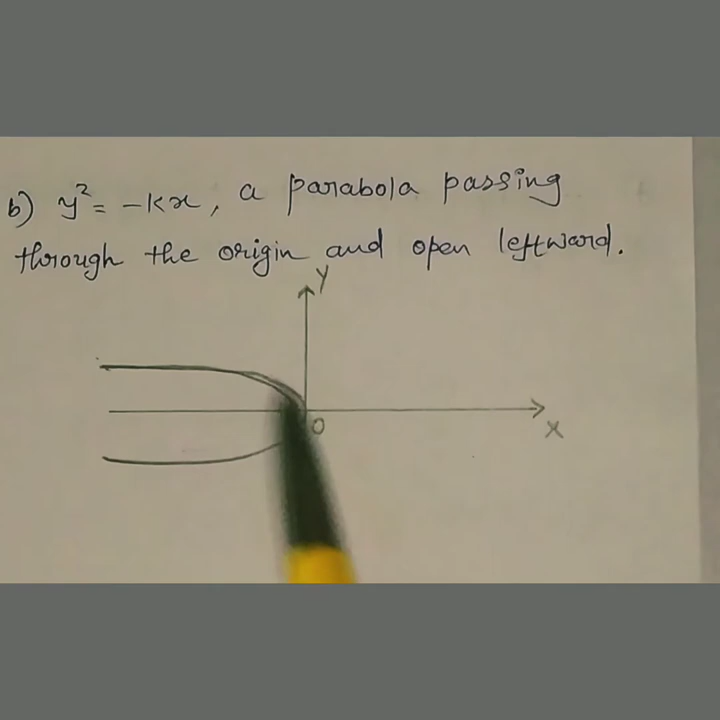 b) y² = -kx, a parabola passing
through the origin and open leftward.
Y
O
X